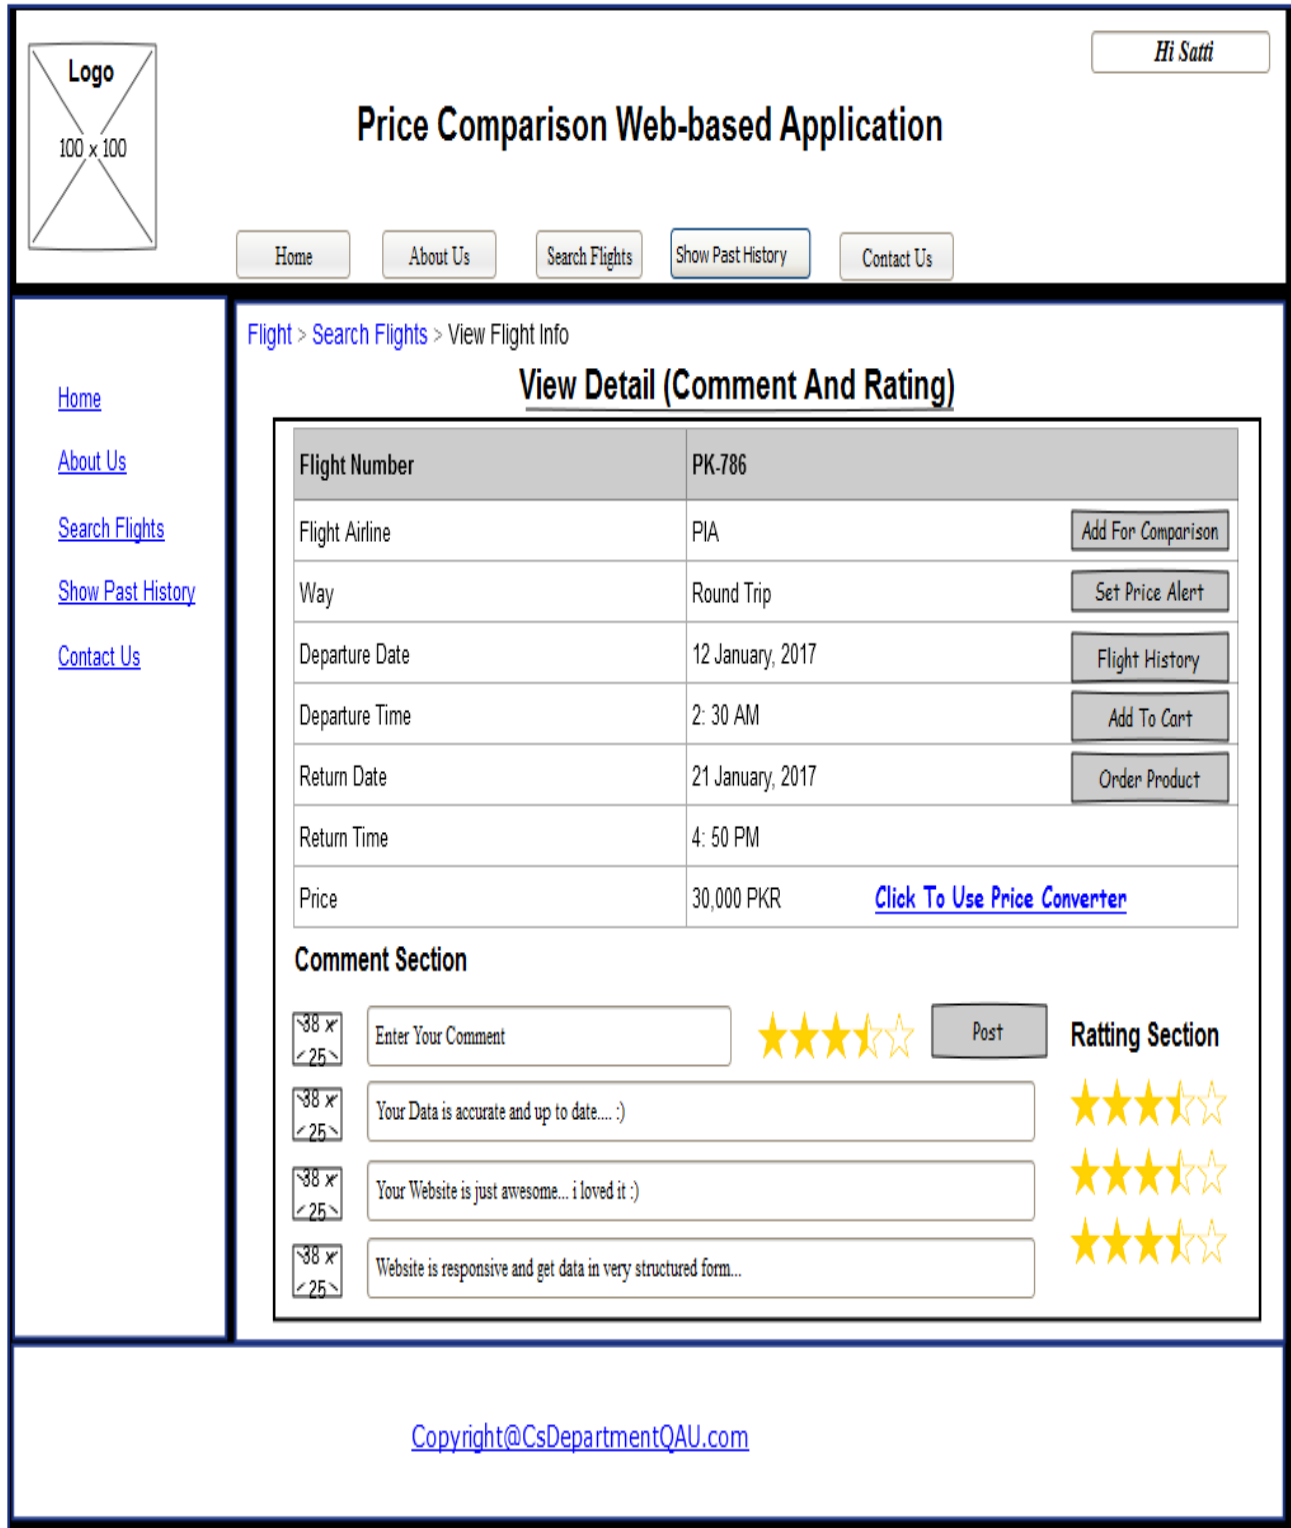 Hi Satti
Logo
100 x 100
Price Comparison Web-based Application
Home
About Us
Search Flights
Show Past History
Contact Us
Home
About Us
Search Flights
Show Past History
Contact Us
Flight > Search Flights > View Flight Info
View Detail (Comment And Rating)
Flight Number PK-786
Flight Airline PIA Add For Comparison
Way Round Trip Set Price Alert
Departure Date 12 January, 2017 Flight History
Departure Time 2: 30 AM Add To Cart
Return Date 21 January, 2017 Order Product
Return Time 4: 50 PM
Price 30,000 PKR Click To Use Price Converter
Comment Section
38 x
25
Enter Your Comment
Post
Ratting Section
38 x
25
Your Data is accurate and up to date.... :)
38 x
25
Your Website is just awesome... i loved it :)
38 x
25
Website is responsive and get data in very structured form...
Copyright@CsDepartmentQAU.com